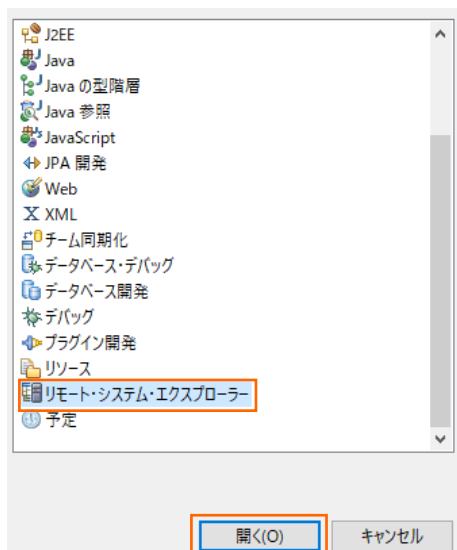 J2EE
Java
Java の型階層
Java 参照
JavaScript
JPA 開発
Web
XML
チーム同期化
データベース・デバッグ
データベース開発
デバッグ
プラグイン開発
リソース
リモート・システム・エクスプローラー
予定
開く(O) キャンセル